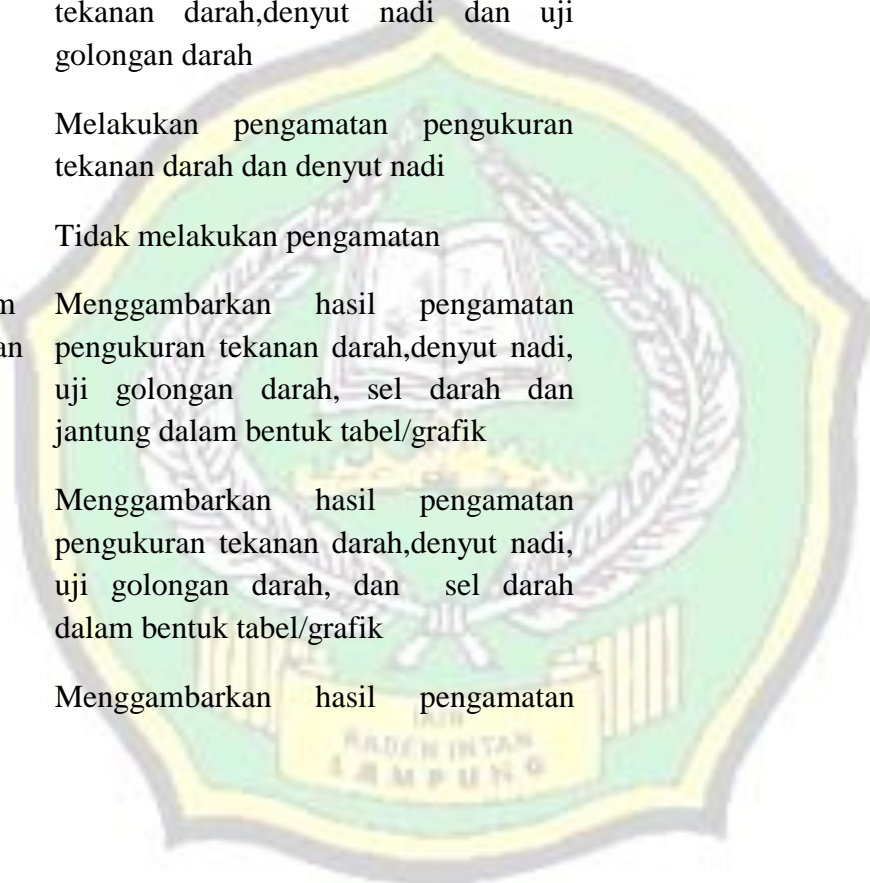 tekanan darah,denyut nadi dan uji
golongan darah
Melakukan pengamatan pengukuran
tekanan darah dan denyut nadi
Tidak melakukan pengamatan
Menggambarkan hasil pengamatan
pengukuran tekanan darah,denyut nadi,
uji golongan darah, sel darah dan
jantung dalam bentuk tabel/grafik
Menggambarkan hasil pengamatan
pengukuran tekanan darah,denyut nadi,
uji golongan darah, dan sel darah
dalam bentuk tabel/grafik
Menggambarkan hasil pengamatan
IAIN
RADEN INTAN
LAMPUNG